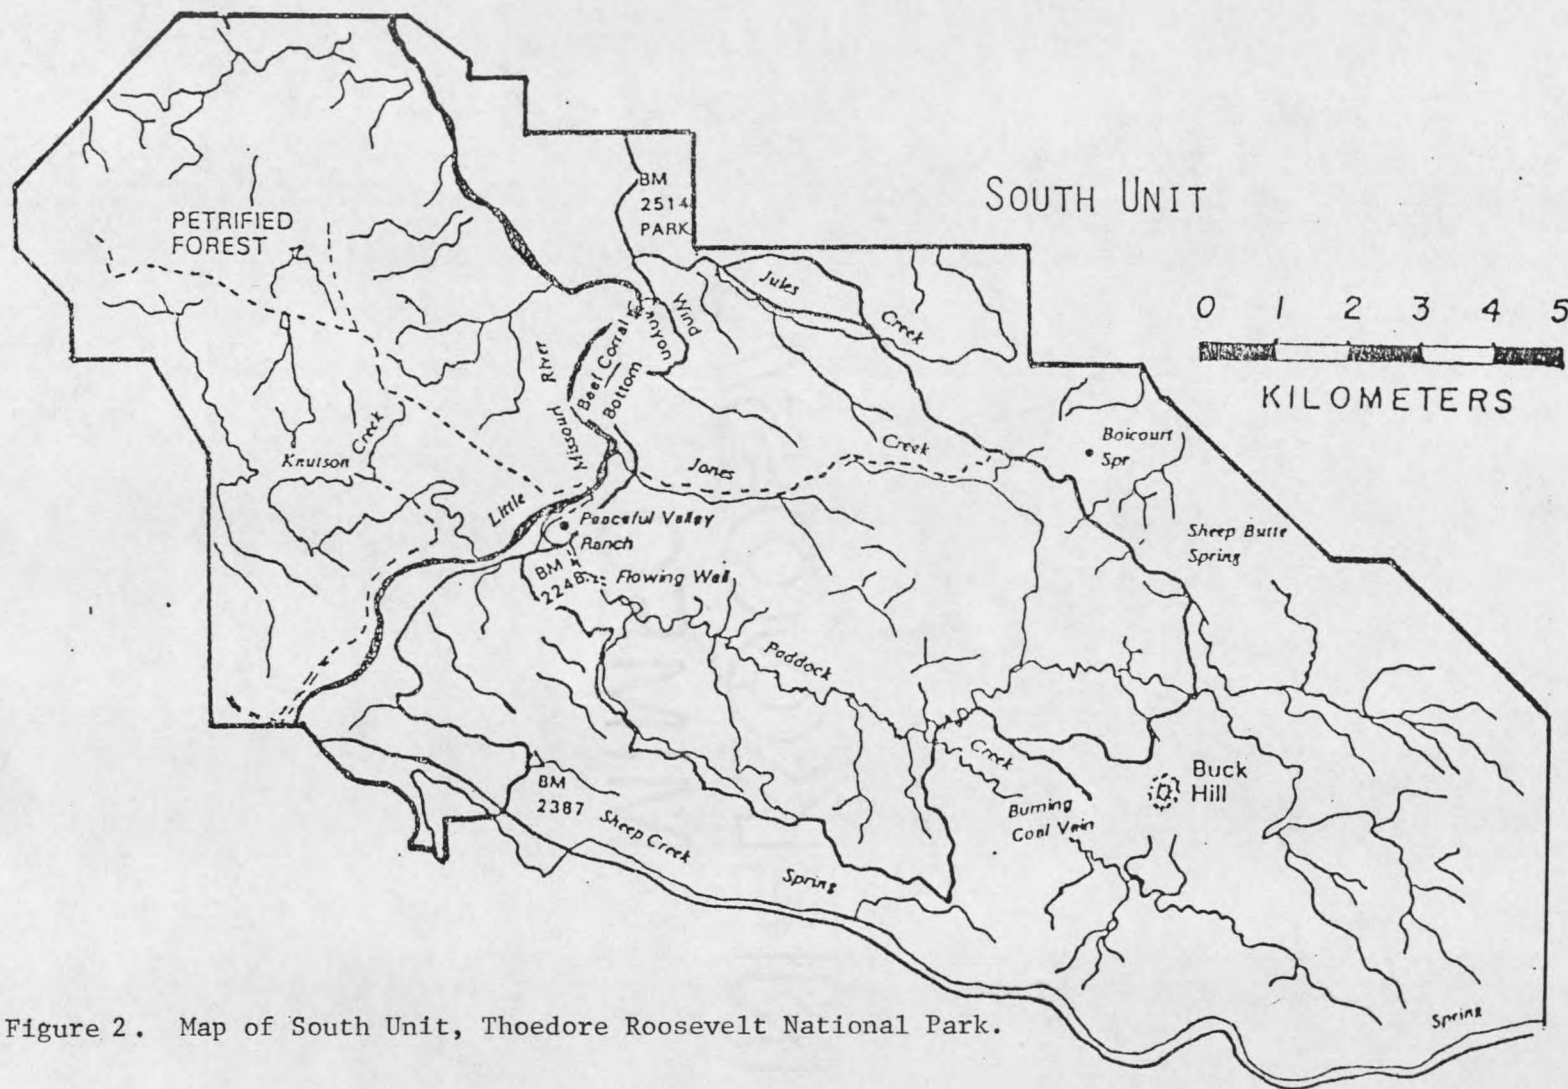 SOUTH UNIT
BM
2514
PARK
PETRIFIED
FOREST
Jules
Creek
Wind
Canyon
0 1 2 3 4 5
KILOMETERS
River
Beef Corral
Bottom
Missouri
Little
Creek
Knutson
Jones
Creek
Boicourt
Spr
Peaceful Valley
Ranch
Sheep Butte
Spring
BM
Flowing Well
Paddock
Creek
Buck
Hill
BM
2387
Burning
Coal Vein
Sheep Creek
Spring
Spring
Figure 2. Map of South Unit, Thoedore Roosevelt National Park.